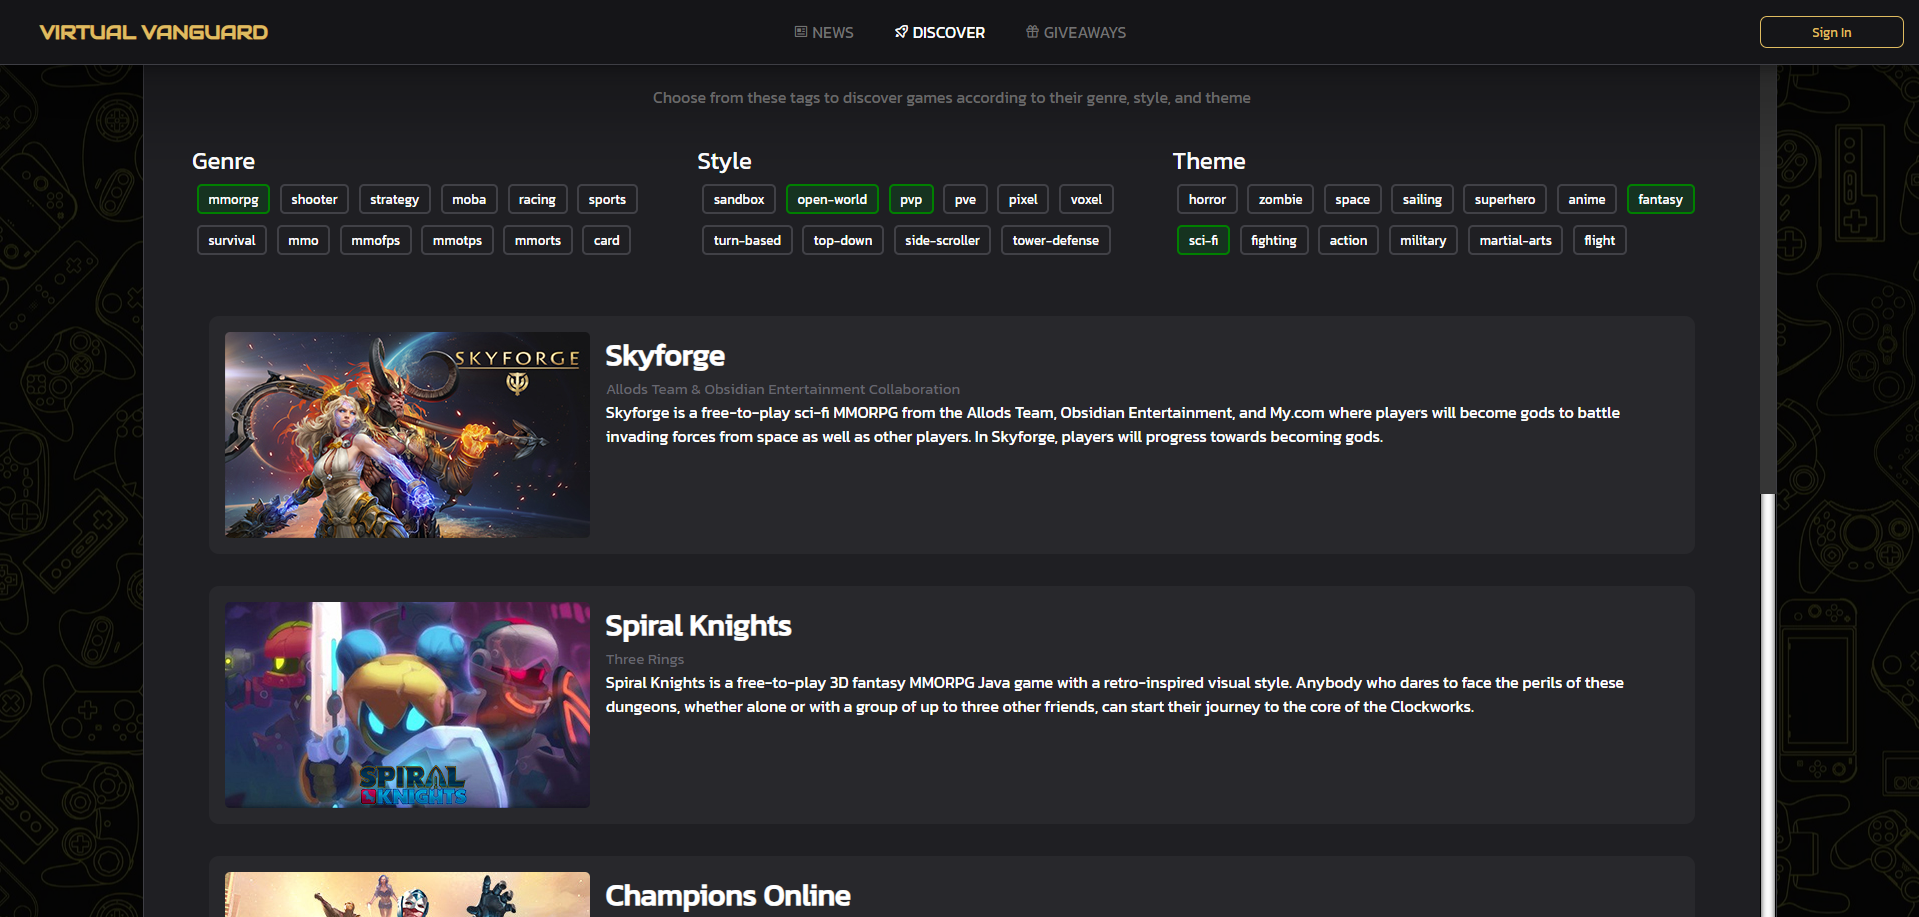 VIRTUAL VANGUARD
NEWS
DISCOVER
GIVEAWAYS
Sign In
Choose from these tags to discover games according to their genre, style, and theme
Genre
mmorpg shooter strategy moba racing sports
survival mmo mmofps mmotps mmorts card
Style
sandbox open-world pvp pve pixel voxel
turn-based top-down side-scroller tower-defense
Theme
horror zombie space sailing superhero anime fantasy
sci-fi fighting action military martial-arts flight
SKYFORGE
Skyforge
Allods Team & Obsidian Entertainment Collaboration
Skyforge is a free-to-play sci-fi MMORPG from the Allods Team, Obsidian Entertainment, and My.com where players will become gods to battle
invading forces from space as well as other players. In Skyforge, players will progress towards becoming gods.
SPIRAL
KNIGHTS
Spiral Knights
Three Rings
Spiral Knights is a free-to-play 3D fantasy MMORPG Java game with a retro-inspired visual style. Anybody who dares to face the perils of these
dungeons, whether alone or with a group of up to three other friends, can start their journey to the core of the Clockworks.
Champions Online